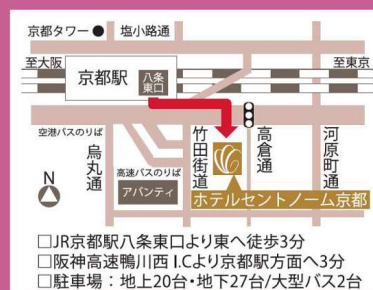 京都タワー
塩小路通
至大阪
至東京
京都駅
八条東口
空港バスのりば
烏丸通
高速バスのりば
アバンティ
竹田街道
高倉通
河原町通
N
ホテルセントノーム京都
□JR京都駅八条東口より東へ徒歩3分
□阪神高速鴨川西I.Cより京都駅方面へ3分
□駐車場：地上20台・地下27台/大型バス2台